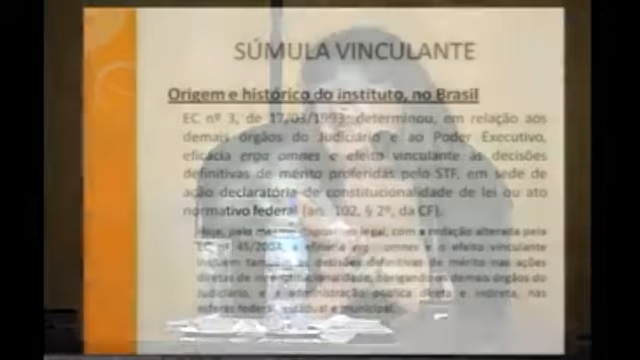 SÚMULA VINCULANTE
Origem e histórico do instituto, no Brasil
EC nº 3, de 17/03/1993: determinou, em relação aos
demais órgãos do Judiciário e ao Poder Executivo,
eficácia erga omnes e efeito vinculante às decisões
definitivas de mérito proferidas pelo STF, em sede de
ação declaratória de constitucionalidade de lei ou ato
normativo federal (art. 102, § 2º, da CF).
Hoje, pelo mesmo dispositivo legal, com a redação alterada pela
EC nº 45/2004, a eficácia erga omnes e o efeito vinculante
incluem também as decisões definitivas de mérito nas ações
diretas de inconstitucionalidade, obrigando os demais órgãos do
Judiciário, e a administração pública direta e indireta, nas
esferas federal, estadual e municipal.